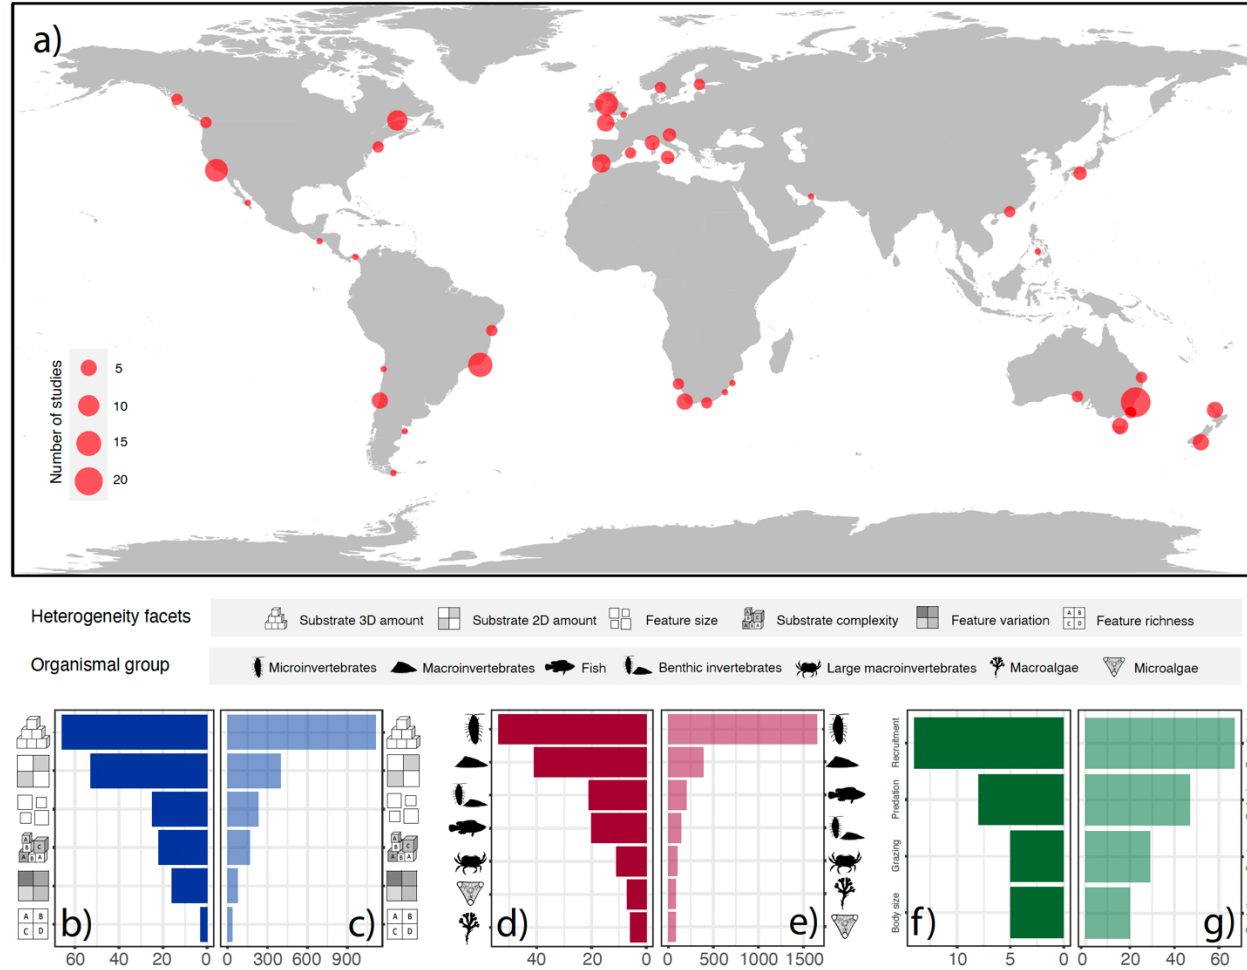 a)
Number of studies
5
10
15
20
Heterogeneity facets
Substrate 3D amount
Substrate 2D amount
Feature size
Substrate complexity
Feature variation
Feature richness
A B
C D
Organismal group
Microinvertebrates
Macroinvertebrates
Fish
Benthic invertebrates
Large macroinvertebrates
Macroalgae
Microalgae
b)
60 40 20 0
A B
C D
c)
0 300 600 900
A B
C D
d)
40 20 0
e)
0 500 1000 1500
Recruitment
Predation
Grazing
Body size
f)
10 5 0
g)
0 20 40 60